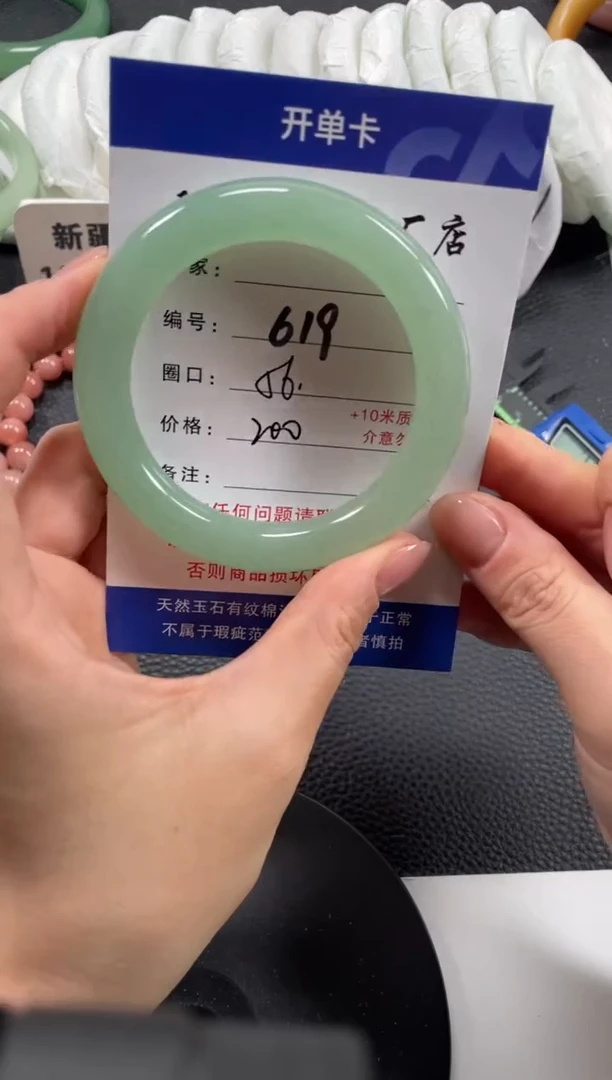 开单卡
店
新疆
家：
编号：619
圈口：56.
价格：200
+10米质
介意勿
备注：
任何问题请联
否则商品损坏
天然玉石有纹棉 正常
不属于瑕疵范 者慎拍